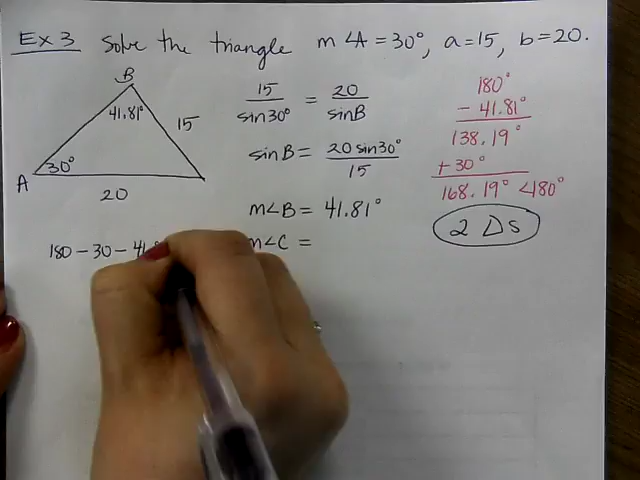 Ex 3 Solve the triangle m∠A = 30°, a = 15, b = 20.
B
41.81°
15
30°
A
20
15/sin30° = 20/sinB
sinB = 20 sin30°/15
m∠B = 41.81°
m∠C =
180 - 30 - 41
180°
- 41.81°
138.19°
+ 30°
168.19° < 180°
2 Δs